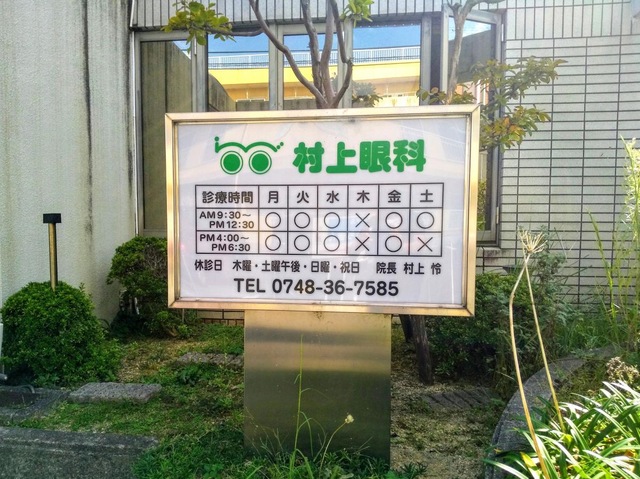 村上眼科
診療時間 月 火 水 木 金 土
AM9:30～PM12:30 ○ ○ ○ × ○ ○
PM4:00～PM6:30 ○ ○ ○ × ○ ×
休診日 木曜・土曜午後・日曜・祝日 院長 村上 怜
TEL 0748-36-7585